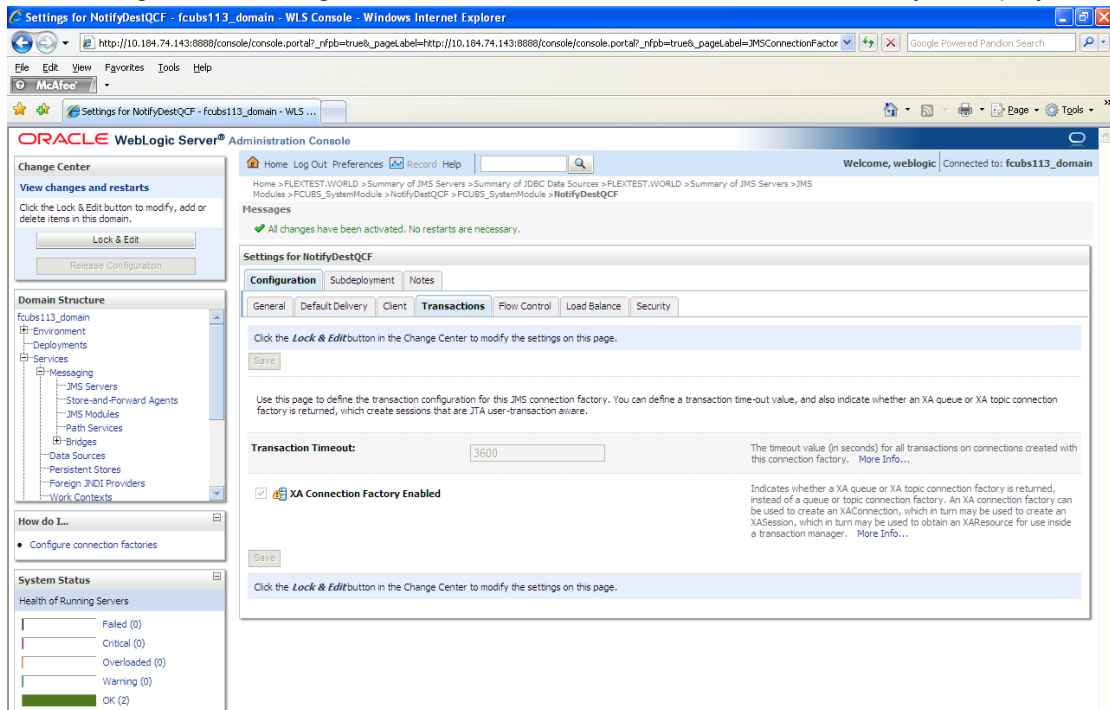 Settings for NotifyDestQCF - fcubs113_domain - WLS Console - Windows Internet Explorer
http://10.184.74.143:8888/console/console.portal?_nfpb=true&_pageLabel=http://10.184.74.143:8888/console/console.portal?_nfpb=true&_pageLabel=JMSConnectionFactor
Google Powered Pandion Search
File Edit View Favorites Tools Help
McAfee
Settings for NotifyDestQCF - fcubs113_domain - WLS ...
Page Tools
ORACLE WebLogic Server® Administration Console
Change Center
View changes and restarts
Click the Lock & Edit button to modify, add or
delete items in this domain.
Lock & Edit
Release Configuration
Domain Structure
fcubs113_domain
Environment
Deployments
Services
Messaging
JMS Servers
Store-and-Forward Agents
JMS Modules
Path Services
Bridges
Data Sources
Persistent Stores
Foreign JNDI Providers
Work Contexts
How do I...
Configure connection factories
System Status
Health of Running Servers
Failed (0)
Critical (0)
Overloaded (0)
Warning (0)
OK (2)
Home Log Out Preferences Record Help
Welcome, weblogic Connected to: fcubs113_domain
Home >FLEXTEST.WORLD >Summary of JMS Servers >Summary of JDBC Data Sources >FLEXTEST.WORLD >Summary of JMS Servers >JMS
Modules >FCUBS_SystemModule >NotifyDestQCF >FCUBS_SystemModule >NotifyDestQCF
Messages
All changes have been activated. No restarts are necessary.
Settings for NotifyDestQCF
Configuration Subdeployment Notes
General Default Delivery Client Transactions Flow Control Load Balance Security
Click the Lock & Edit button in the Change Center to modify the settings on this page.
Save
Use this page to define the transaction configuration for this JMS connection factory. You can define a transaction time-out value, and also indicate whether an XA queue or XA topic connection
factory is returned, which create sessions that are JTA user-transaction aware.
Transaction Timeout:
3600
The timeout value (in seconds) for all transactions on connections created with
this connection factory. More Info...
XA Connection Factory Enabled
Indicates whether a XA queue or XA topic connection factory is returned,
instead of a queue or topic connection factory. An XA connection factory can
be used to create an XAConnection, which in turn may be used to create an
XASession, which in turn may be used to obtain an XAResource for use inside
a transaction manager. More Info...
Save
Click the Lock & Edit button in the Change Center to modify the settings on this page.